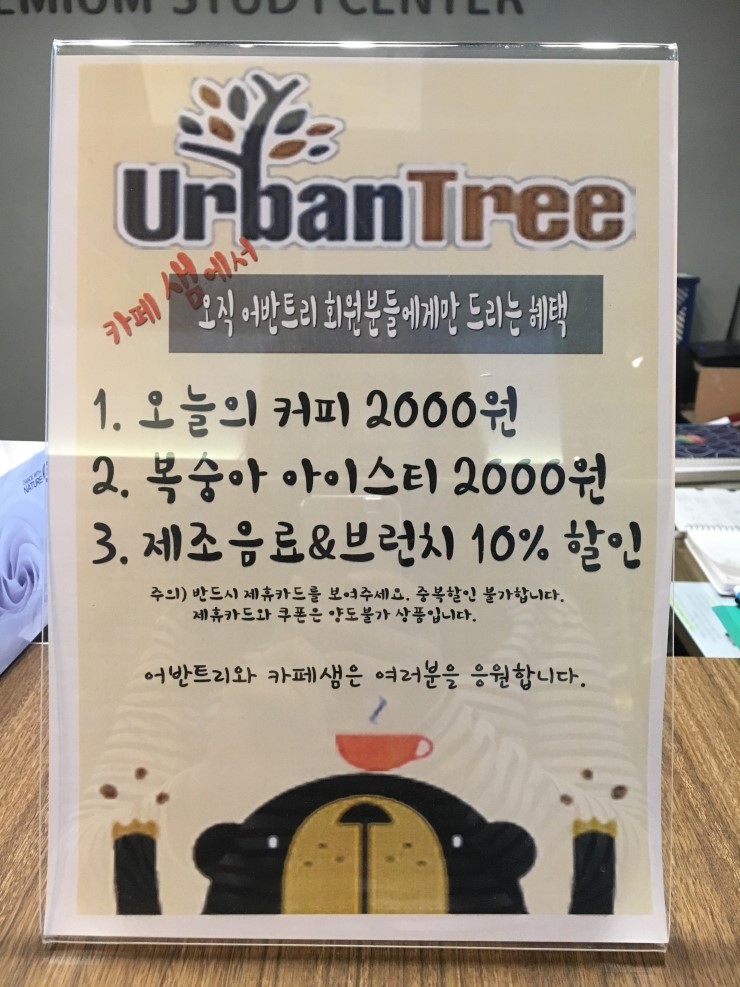 PREMIUM STUDY CENTER
UrbanTree
카페 샘에서
오직 어반트리 회원분들에게만 드리는 혜택
1. 오늘의 커피 2000원
2. 복숭아 아이스티 2000원
3. 제조음료&브런치 10% 할인
주의) 반드시 제휴카드를 보여주세요. 중복할인 불가합니다.
제휴카드와 쿠폰은 양도불가 상품입니다.
어반트리와 카페샘은 여러분을 응원합니다.